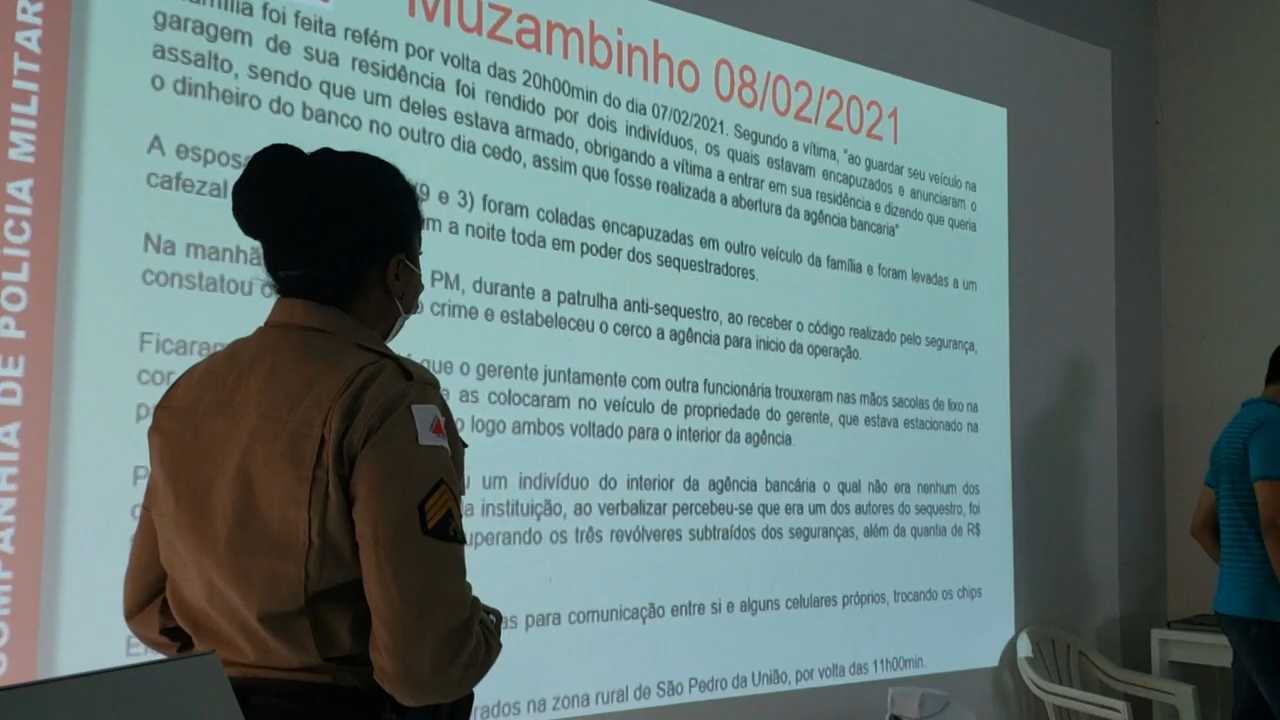 COMPANHIA DE POLÍCIA MILITAR
Muzambinho 08/02/2021
família foi feita refém por volta das 20h00min do dia 07/02/2021. Segundo a vítima, "ao guardar seu veículo na
garagem de sua residência foi rendido por dois indivíduos, os quais estavam encapuzados e anunciaram o
assalto, sendo que um deles estava armado, obrigando a vítima a entrar em sua residência e dizendo que queria
o dinheiro do banco no outro dia cedo, assim que fosse realizada a abertura da agência bancaria"
A esposa (9 e 3) foram coladas encapuzadas em outro veículo da família e foram levadas a um
cafezal a noite toda em poder dos sequestradores.
Na manhã PM, durante a patrulha anti-sequestro, ao receber o código realizado pelo segurança,
constatou o crime e estabeleceu o cerco a agência para inicio da operação.
Ficaram que o gerente juntamente com outra funcionária trouxeram nas mãos sacolas de lixo na
as colocaram no veículo de propriedade do gerente, que estava estacionado na
logo ambos voltado para o interior da agência.
um indivíduo do interior da agência bancária o qual não era nenhum dos
a instituição, ao verbalizar percebeu-se que era um dos autores do sequestro, foi
uperando os três revólveres subtraídos dos seguranças, além da quantia de R$
as para comunicação entre si e alguns celulares próprios, trocando os chips
rados na zona rural de São Pedro da União, por volta das 11h00min.